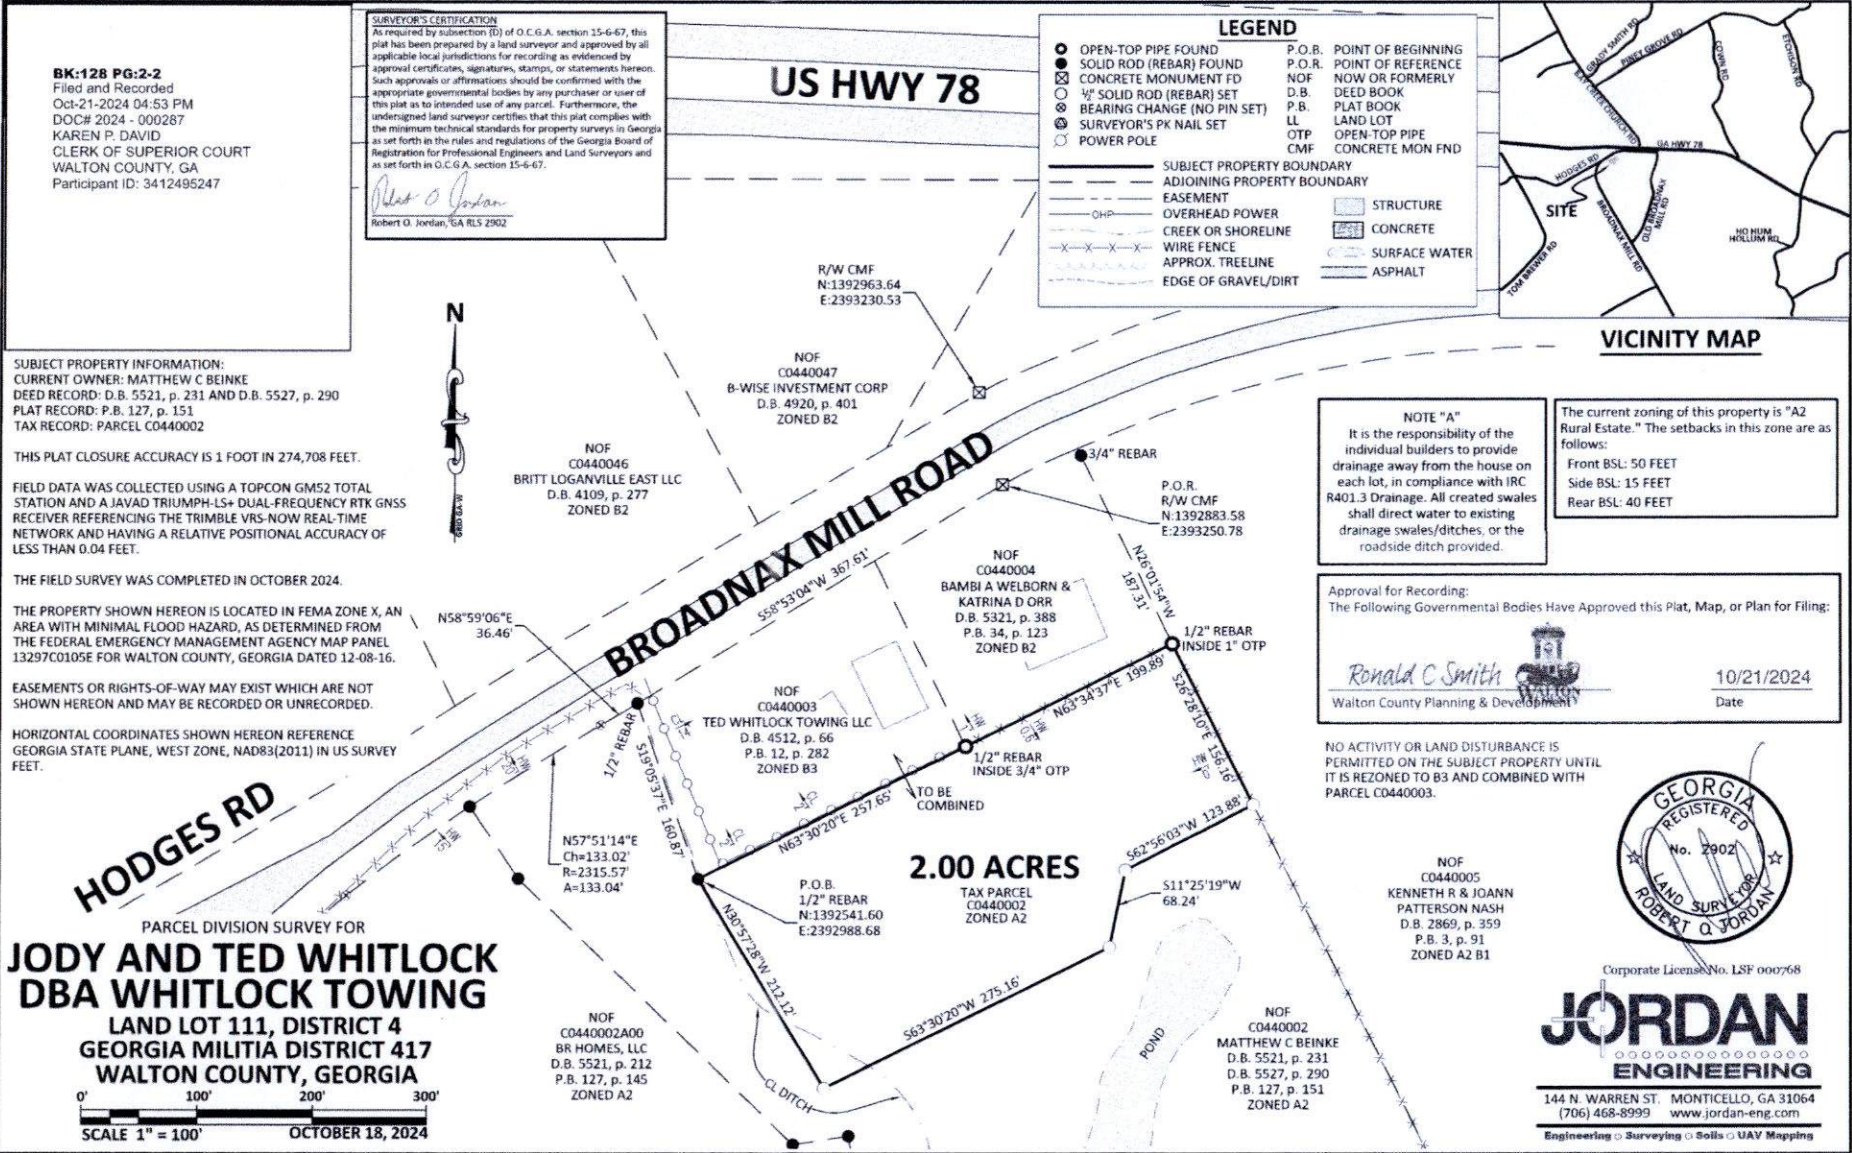 BK:128 PG:2-2
Filed and Recorded
Oct-21-2024 04:53 PM
DOC# 2024 - 000287
KAREN P. DAVID
CLERK OF SUPERIOR COURT
WALTON COUNTY, GA
Participant ID: 3412495247
SURVEYOR'S CERTIFICATION
As required by subsection (D) of O.C.G.A. section 15-6-67, this
plat has been prepared by a land surveyor and approved by all
applicable local jurisdictions for recording as evidenced by
approval certificates, signatures, stamps, or statements hereon.
Such approvals or affirmations should be confirmed with the
appropriate governmental bodies by any purchaser or user of
this plat as to intended use of any parcel. Furthermore, the
undersigned land surveyor certifies that this plat complies with
the minimum technical standards for property surveys in Georgia
as set forth in the rules and regulations of the Georgia Board of
Registration for Professional Engineers and Land Surveyors and
as set forth in O.C.G.A. section 15-6-67.
Robert O. Jordan
Robert O. Jordan, GA RLS 2902
US HWY 78
LEGEND
OPEN-TOP PIPE FOUND
SOLID ROD (REBAR) FOUND
CONCRETE MONUMENT FD
½" SOLID ROD (REBAR) SET
BEARING CHANGE (NO PIN SET)
SURVEYOR'S PK NAIL SET
POWER POLE
P.O.B. POINT OF BEGINNING
P.O.R. POINT OF REFERENCE
NOF NOW OR FORMERLY
D.B. DEED BOOK
P.B. PLAT BOOK
LL LAND LOT
OTP OPEN-TOP PIPE
CMF CONCRETE MON FND
SUBJECT PROPERTY BOUNDARY
ADJOINING PROPERTY BOUNDARY
EASEMENT
OHP OVERHEAD POWER
CREEK OR SHORELINE
WIRE FENCE
APPROX. TREELINE
EDGE OF GRAVEL/DIRT
STRUCTURE
CONCRETE
SURFACE WATER
ASPHALT
GRADY SMITH RD
PINEY GROVE RD
COWN RD
ETCHISON RD
BAY CREEK CHURCH RD
GA HWY 78
HODGES RD
SITE
BROADNAX MILL RD
OLD BROADNAX
MILL RD
HO HUM
HOLLUM RD
TOM BREWER RD
VICINITY MAP
SUBJECT PROPERTY INFORMATION:
CURRENT OWNER: MATTHEW C BEINKE
DEED RECORD: D.B. 5521, p. 231 AND D.B. 5527, p. 290
PLAT RECORD: P.B. 127, p. 151
TAX RECORD: PARCEL C0440002
THIS PLAT CLOSURE ACCURACY IS 1 FOOT IN 274,708 FEET.
FIELD DATA WAS COLLECTED USING A TOPCON GM52 TOTAL
STATION AND A JAVAD TRIUMPH-LS+ DUAL-FREQUENCY RTK GNSS
RECEIVER REFERENCING THE TRIMBLE VRS-NOW REAL-TIME
NETWORK AND HAVING A RELATIVE POSITIONAL ACCURACY OF
LESS THAN 0.04 FEET.
THE FIELD SURVEY WAS COMPLETED IN OCTOBER 2024.
THE PROPERTY SHOWN HEREON IS LOCATED IN FEMA ZONE X, AN
AREA WITH MINIMAL FLOOD HAZARD, AS DETERMINED FROM
THE FEDERAL EMERGENCY MANAGEMENT AGENCY MAP PANEL
13297C0105E FOR WALTON COUNTY, GEORGIA DATED 12-08-16.
EASEMENTS OR RIGHTS-OF-WAY MAY EXIST WHICH ARE NOT
SHOWN HEREON AND MAY BE RECORDED OR UNRECORDED.
HORIZONTAL COORDINATES SHOWN HEREON REFERENCE
GEORGIA STATE PLANE, WEST ZONE, NAD83(2011) IN US SURVEY
FEET.
N
GRID GA-W
R/W CMF
N:1392963.64
E:2393230.53
NOF
C0440047
B-WISE INVESTMENT CORP
D.B. 4920, p. 401
ZONED B2
NOF
C0440046
BRITT LOGANVILLE EAST LLC
D.B. 4109, p. 277
ZONED B2
BROADNAX MILL ROAD
S58°53'04"W 367.61'
N58°59'06"E
36.46'
3/4" REBAR
P.O.R.
R/W CMF
N:1392883.58
E:2393250.78
N26°01'54"W
187.31'
NOF
C0440004
BAMBI A WELBORN &
KATRINA D ORR
D.B. 5321, p. 388
P.B. 34, p. 123
ZONED B2
1/2" REBAR
INSIDE 1" OTP
NOTE "A"
It is the responsibility of the
individual builders to provide
drainage away from the house on
each lot, in compliance with IRC
R401.3 Drainage. All created swales
shall direct water to existing
drainage swales/ditches, or the
roadside ditch provided.
The current zoning of this property is "A2
Rural Estate." The setbacks in this zone are as
follows:
Front BSL: 50 FEET
Side BSL: 15 FEET
Rear BSL: 40 FEET
Approval for Recording:
The Following Governmental Bodies Have Approved this Plat, Map, or Plan for Filing:
Ronald C Smith
WALTON
10/21/2024
Walton County Planning & Development
Date
NO ACTIVITY OR LAND DISTURBANCE IS
PERMITTED ON THE SUBJECT PROPERTY UNTIL
IT IS REZONED TO B3 AND COMBINED WITH
PARCEL C0440003.
NOF
C0440003
TED WHITLOCK TOWING LLC
D.B. 4512, p. 66
P.B. 12, p. 282
ZONED B3
1/2" REBAR
S19°05'37"E 160.87'
N63°34'37"E 199.89'
S26°28'10"E 156.16'
1/2" REBAR
INSIDE 3/4" OTP
TO BE
COMBINED
N63°30'20"E 257.65'
HODGES RD
N57°51'14"E
Ch=133.02'
R=2315.57'
A=133.04'
P.O.B.
1/2" REBAR
N:1392541.60
E:2392988.68
2.00 ACRES
TAX PARCEL
C0440002
ZONED A2
S62°56'03"W 123.88'
S11°25'19"W
68.24'
NOF
C0440005
KENNETH R & JOANN
PATTERSON NASH
D.B. 2869, p. 359
P.B. 3, p. 91
ZONED A2 B1
GEORGIA
REGISTERED
No. 2902
LAND SURVEYOR
ROBERT O. JORDAN
N30°57'28"W 212.12'
S63°30'20"W 275.16'
CL DITCH
POND
NOF
C0440002A00
BR HOMES, LLC
D.B. 5521, p. 212
P.B. 127, p. 145
ZONED A2
NOF
C0440002
MATTHEW C BEINKE
D.B. 5521, p. 231
D.B. 5527, p. 290
P.B. 127, p. 151
ZONED A2
PARCEL DIVISION SURVEY FOR
JODY AND TED WHITLOCK
DBA WHITLOCK TOWING
LAND LOT 111, DISTRICT 4
GEORGIA MILITIA DISTRICT 417
WALTON COUNTY, GEORGIA
0' 100' 200' 300'
SCALE 1" = 100' OCTOBER 18, 2024
Corporate License No. LSF 000768
JORDAN
ENGINEERING
144 N. WARREN ST. MONTICELLO, GA 31064
(706) 468-8999 www.jordan-eng.com
Engineering Surveying Soils UAV Mapping